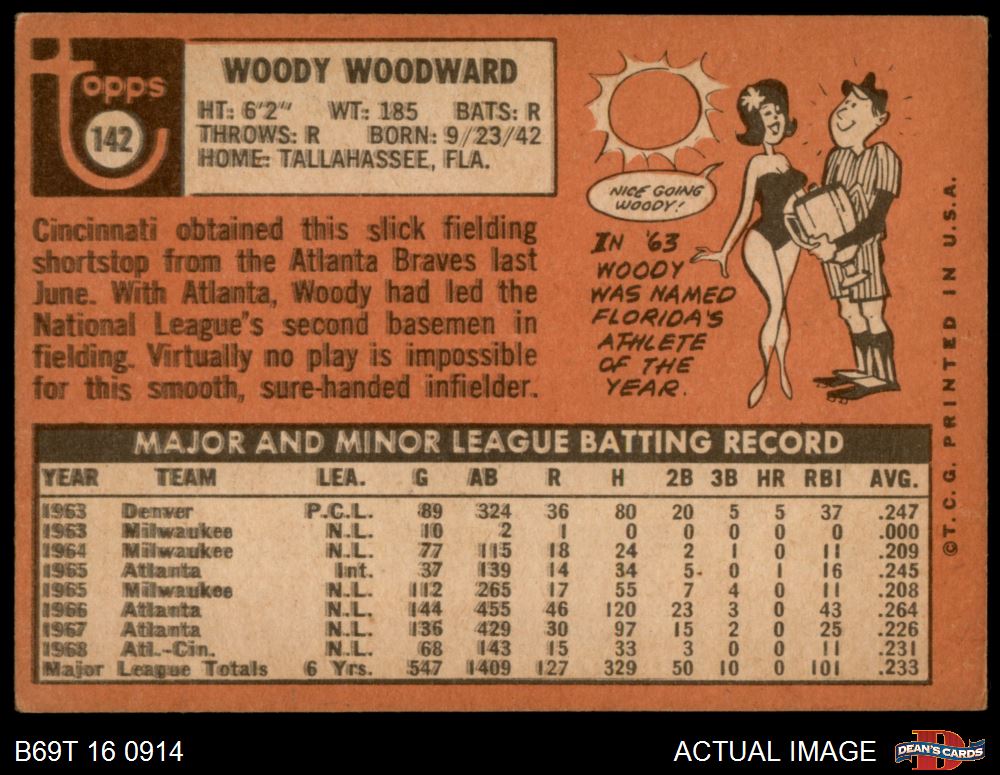 Topps
142
WOODY WOODWARD
HT: 6'2" WT: 185 BATS: R
THROWS: R BORN: 9/23/42
HOME: TALLAHASSEE, FLA.
Cincinnati obtained this slick fielding
shortstop from the Atlanta Braves last
June. With Atlanta, Woody had led the
National League's second basemen in
fielding. Virtually no play is impossible
for this smooth, sure-handed infielder.
NICE GOING
WOODY!
IN '63
WOODY
WAS NAMED
FLORIDA'S
ATHLETE
OF THE
YEAR.
©T.C.G. PRINTED IN U.S.A.
MAJOR AND MINOR LEAGUE BATTING RECORD
YEAR TEAM LEA. G AB R H 2B 3B HR RBI AVG.
1963 Denver P.C.L. 89 324 36 80 20 5 5 37 .247
1963 Milwaukee N.L. 10 2 1 0 0 0 0 0 .000
1964 Milwaukee N.L. 77 115 18 24 2 1 0 11 .209
1965 Atlanta Int. 37 139 14 34 5 0 1 16 .245
1965 Milwaukee N.L. 112 265 17 55 7 4 0 11 .208
1966 Atlanta N.L. 144 455 46 120 23 3 0 43 .264
1967 Atlanta N.L. 136 429 30 97 15 2 0 25 .226
1968 Atl.-Cin. N.L. 68 143 15 33 3 0 0 11 .231
Major League Totals 6 Yrs. 547 1409 127 329 50 10 0 101 .233
B69T 16 0914
ACTUAL IMAGE
DEAN'S CARDS